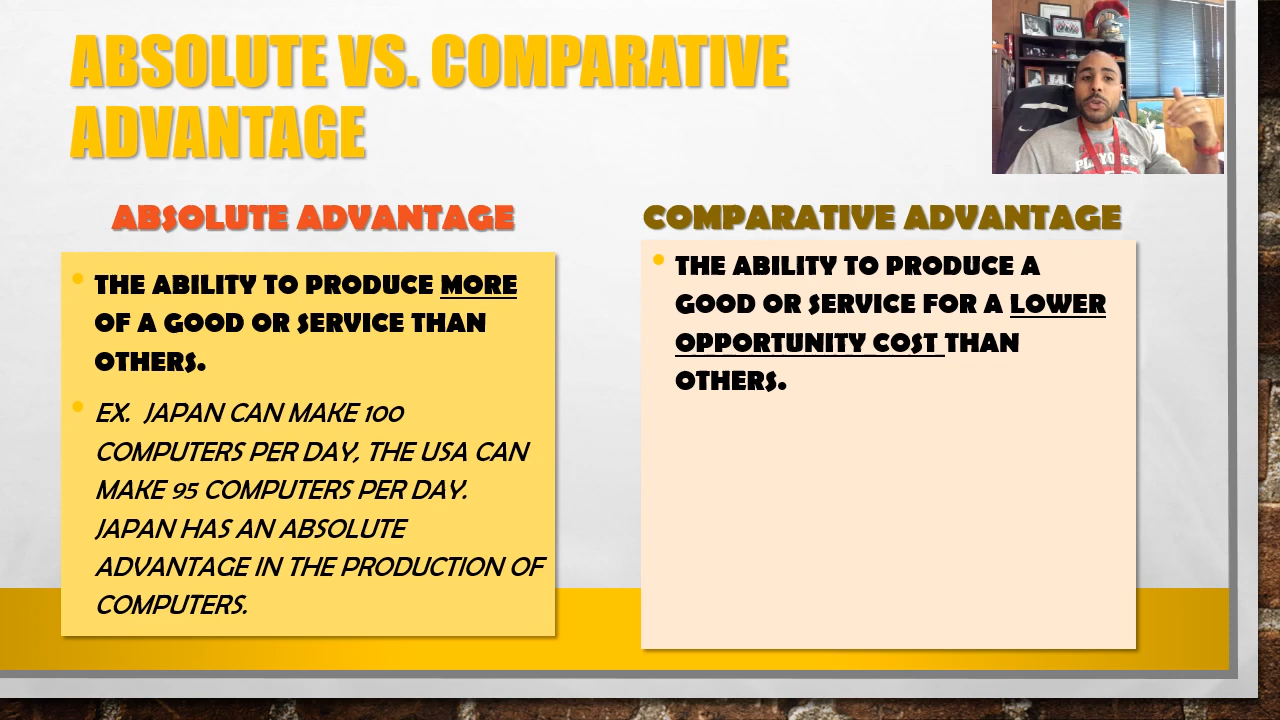 ABSOLUTE VS. COMPARATIVE
ADVANTAGE
ABSOLUTE ADVANTAGE
THE ABILITY TO PRODUCE MORE
OF A GOOD OR SERVICE THAN
OTHERS.
EX. JAPAN CAN MAKE 100
COMPUTERS PER DAY, THE USA CAN
MAKE 95 COMPUTERS PER DAY.
JAPAN HAS AN ABSOLUTE
ADVANTAGE IN THE PRODUCTION OF
COMPUTERS.
COMPARATIVE ADVANTAGE
THE ABILITY TO PRODUCE A
GOOD OR SERVICE FOR A LOWER
OPPORTUNITY COST THAN
OTHERS.